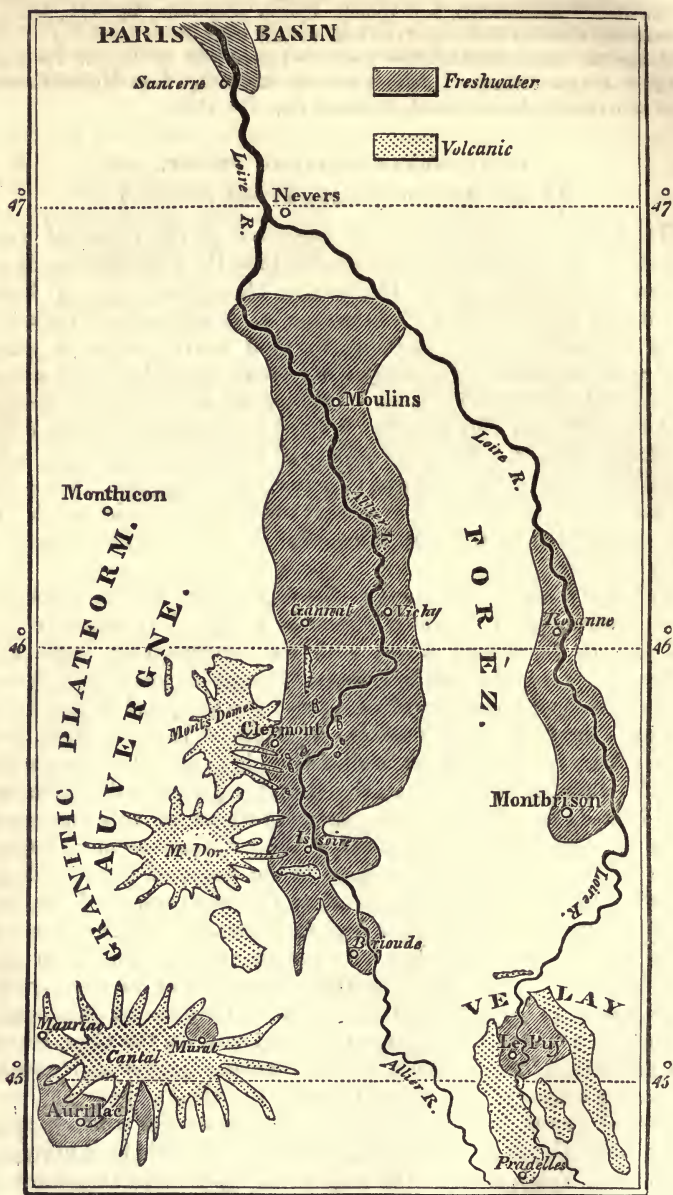 PARIS BASIN
Sancerre
Freshwater
Volcanic
Loire
R.
Nevers
47°
47°
Moulins
Loire R.
Montlucon
Allier R.
GRANITIC PLATFORM.
AUVERGNE.
FOREZ.
Gannat
Vichy
Roanne
46°
46°
Monts Domes
Clermont
Montbrison
Mt. Dor
Issoire
Loire R.
Brioude
VELAY
Mauriac
Murat
Cantal
Le Puy
45°
45°
Allier R.
Aurillac
Pradelles